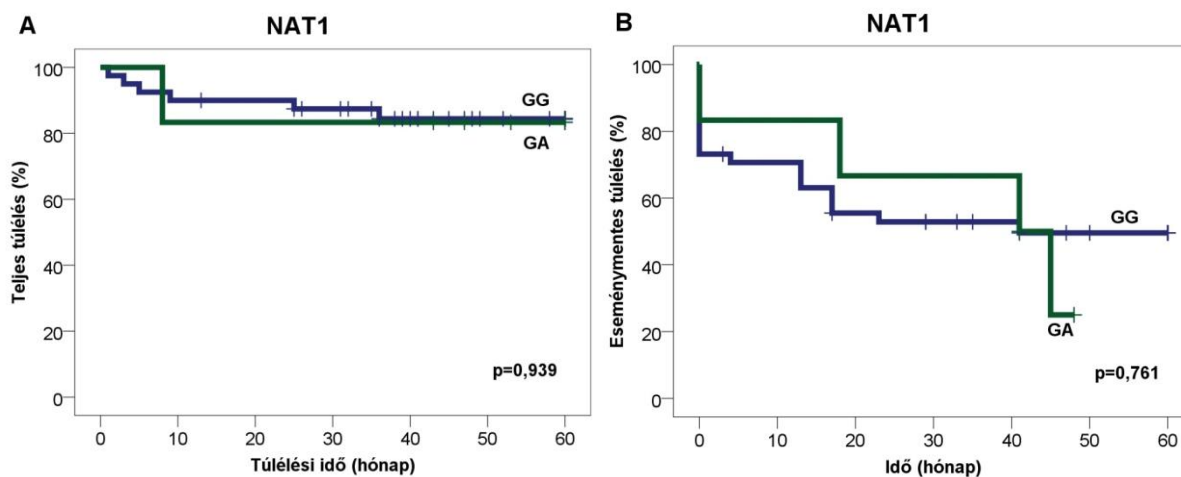 A
NAT1
Teljes túlélés (%)
100
80
60
40
20
0
GG
GA
p=0,939
0 10 20 30 40 50 60
Túlélési idő (hónap)
B
NAT1
Eseménymentes túlélés (%)
100
80
60
40
20
0
GG
GA
p=0,761
0 10 20 30 40 50 60
Idő (hónap)